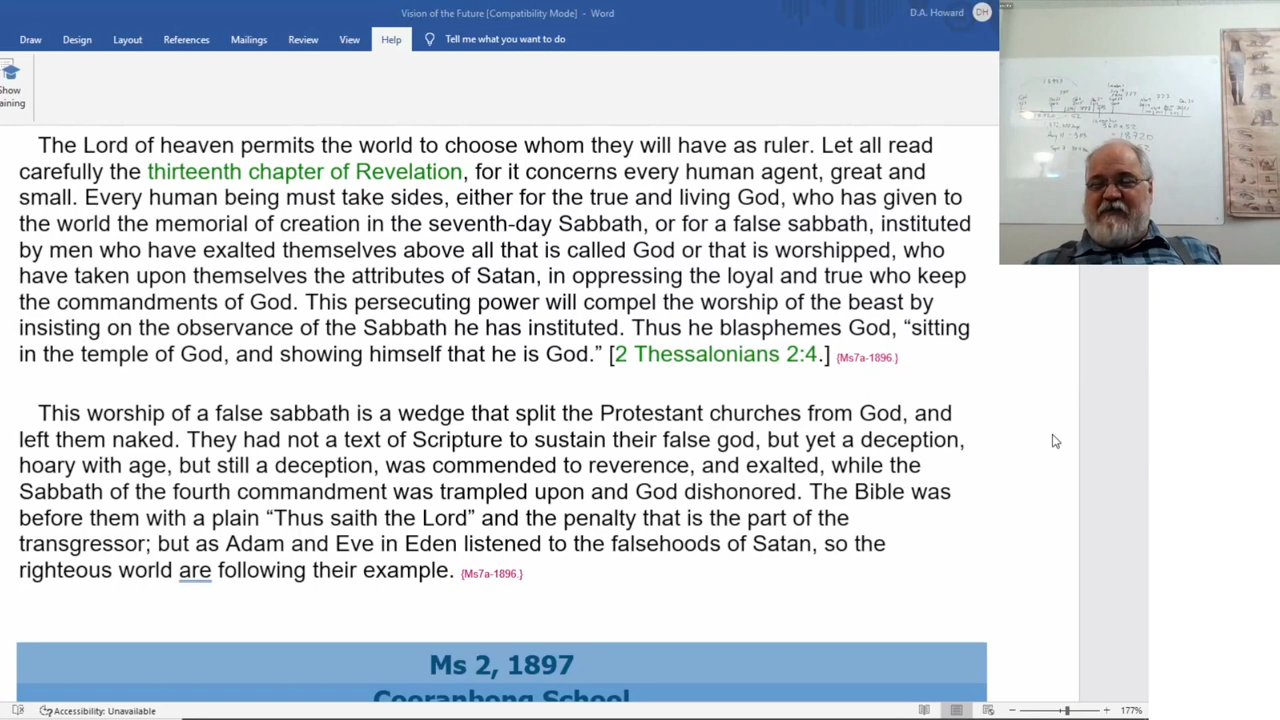 Vision of the Future [Compatibility Mode] - Word
D.A. Howard DH
Draw Design Layout References Mailings Review View Help Tell me what you want to do
Show
aining
The Lord of heaven permits the world to choose whom they will have as ruler. Let all read
carefully the thirteenth chapter of Revelation, for it concerns every human agent, great and
small. Every human being must take sides, either for the true and living God, who has given to
the world the memorial of creation in the seventh-day Sabbath, or for a false sabbath, instituted
by men who have exalted themselves above all that is called God or that is worshipped, who
have taken upon themselves the attributes of Satan, in oppressing the loyal and true who keep
the commandments of God. This persecuting power will compel the worship of the beast by
insisting on the observance of the Sabbath he has instituted. Thus he blasphemes God, “sitting
in the temple of God, and showing himself that he is God.” [2 Thessalonians 2:4.] {Ms7a-1896.}
This worship of a false sabbath is a wedge that split the Protestant churches from God, and
left them naked. They had not a text of Scripture to sustain their false god, but yet a deception,
hoary with age, but still a deception, was commended to reverence, and exalted, while the
Sabbath of the fourth commandment was trampled upon and God dishonored. The Bible was
before them with a plain “Thus saith the Lord” and the penalty that is the part of the
transgressor; but as Adam and Eve in Eden listened to the falsehoods of Satan, so the
righteous world are following their example. {Ms7a-1896.}
Ms 2, 1897
Cooranbong School
Accessibility: Unavailable
177%